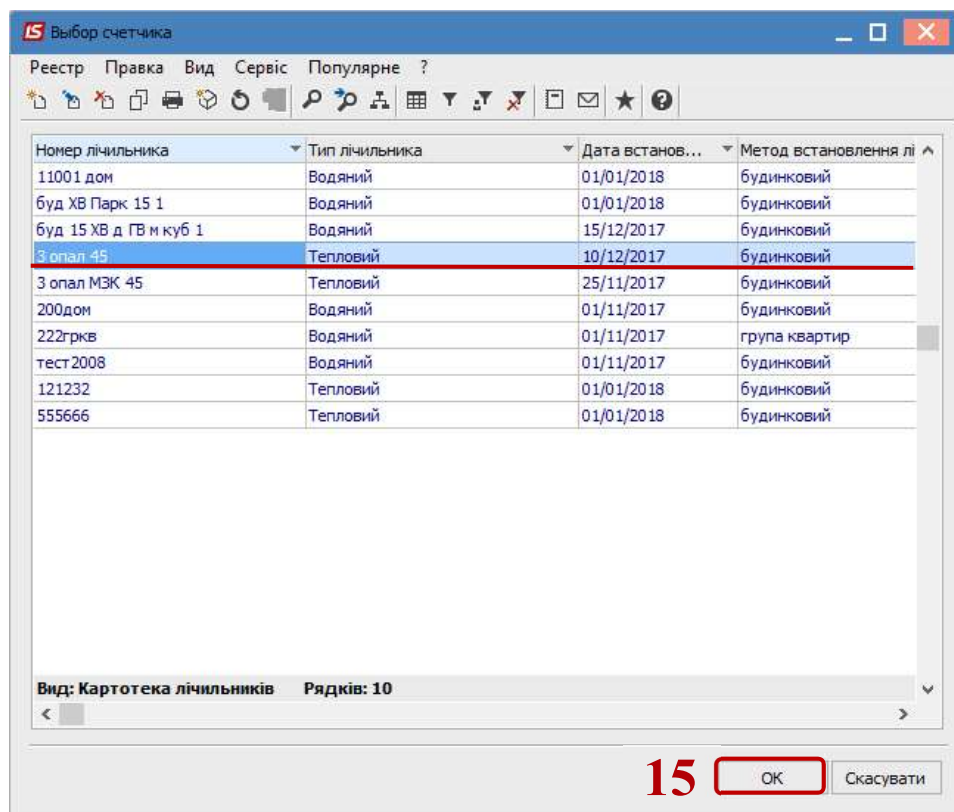 Выбор счетчика
Реестр Правка Вид Сервіс Популярне ?
Номер лічильника Тип лічильника Дата встанов... Метод встановлення лі
11001 дом Водяний 01/01/2018 будинковий
буд ХВ Парк 15 1 Водяний 01/01/2018 будинковий
буд 15 ХВ д ГВ м куб 1 Водяний 15/12/2017 будинковий
3 опал 45 Тепловий 10/12/2017 будинковий
3 опал МЗК 45 Тепловий 25/11/2017 будинковий
200дом Водяний 01/11/2017 будинковий
222гркв Водяний 01/11/2017 група квартир
тест2008 Водяний 01/11/2017 будинковий
121232 Тепловий 01/01/2018 будинковий
555666 Тепловий 01/01/2018 будинковий
Вид: Картотека лічильників Рядків: 10
15 ОК Скасувати